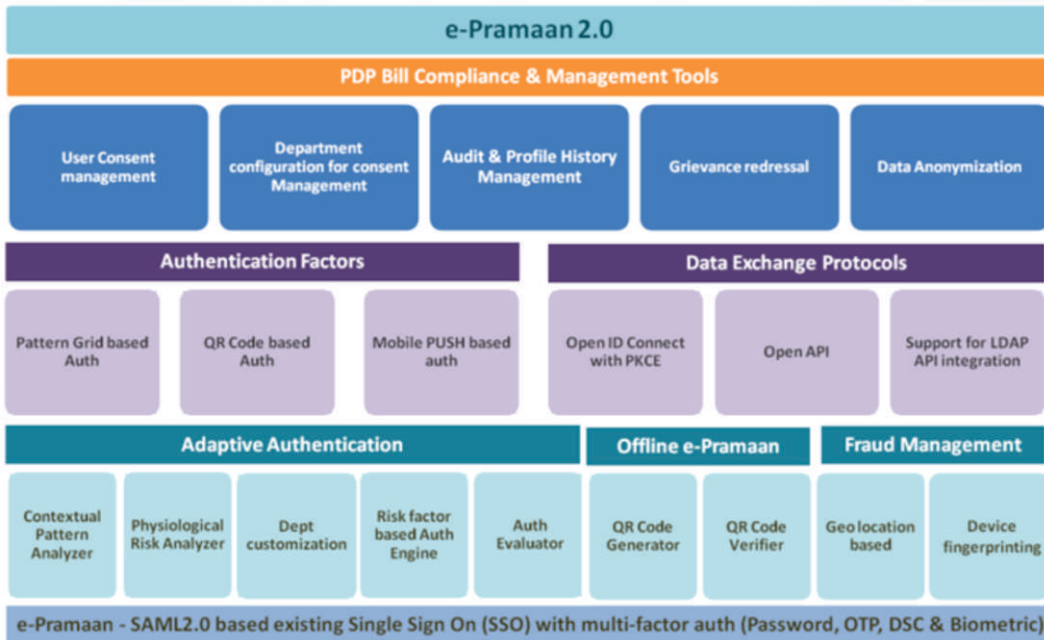 e-Pramaan 2.0
PDP Bill Compliance & Management Tools
User Consent
management
Department
configuration for consent
Management
Audit & Profile History
Management
Grievance redressal
Data Anonymization
Authentication Factors
Pattern Grid based
Auth
QR Code based
Auth
Mobile PUSH based
auth
Data Exchange Protocols
Open ID Connect
with PKCE
Open API
Support for LDAP
API integration
Adaptive Authentication
Contextual
Pattern
Analyzer
Physiological
Risk Analyzer
Dept
customization
Risk factor
based Auth
Engine
Auth
Evaluator
Offline e-Pramaan
QR Code
Generator
QR Code
Verifier
Fraud Management
Geo location
based
Device
fingerprinting
e-Pramaan - SAML2.0 based existing Single Sign On (SSO) with multi-factor auth (Password, OTP, DSC & Biometric)